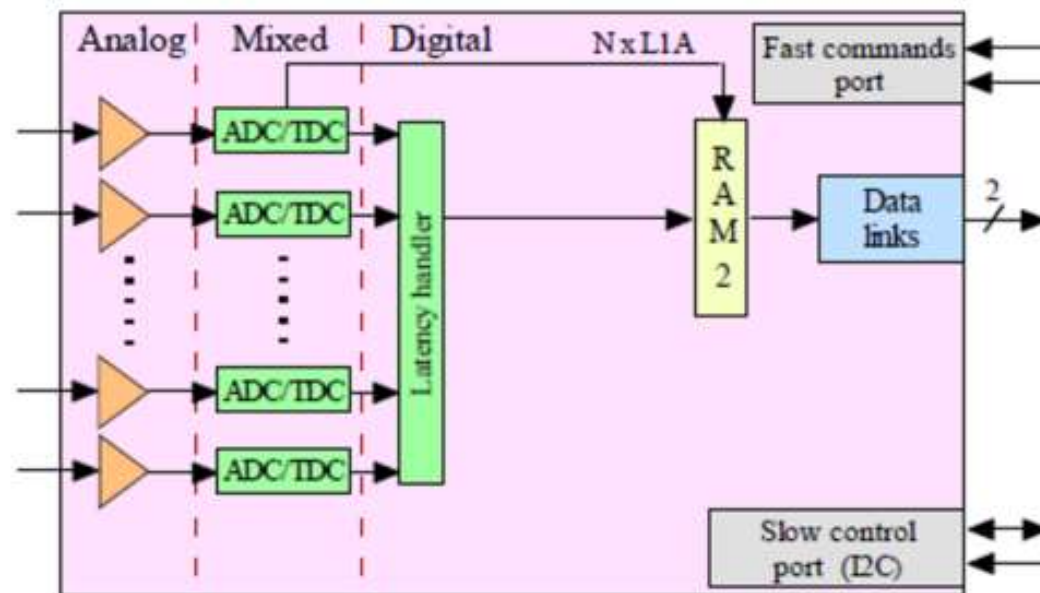 Analog
Mixed
Digital
NxL1A
Fast commands
port
ADC/TDC
ADC/TDC
ADC/TDC
ADC/TDC
Latency handler
R
A
M
2
Data
links
2
Slow control
port (I2C)